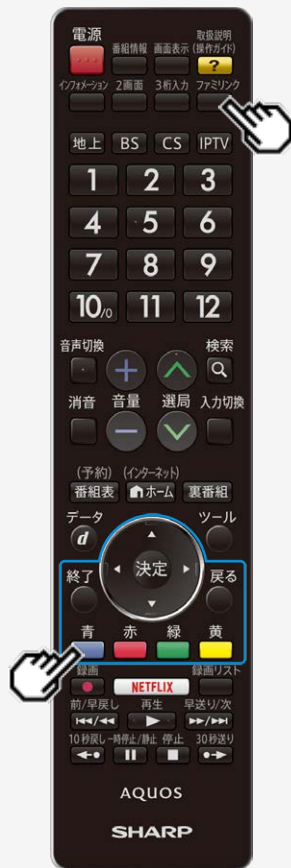 電源
取扱説明
番組情報 画面表示 (操作ガイド)
?
インフォメーション 2画面 3桁入力 ファミリンク
地上 BS CS IPTV
1 2 3
4 5 6
7 8 9
10/0 11 12
音声切換 検索
+
消音 音量 選局 入力切換
−
(予約) (インターネット)
番組表 ホーム 裏番組
データ ツール
d
決定
終了 戻る
青 赤 緑 黄
録画 録画リスト
NETFLIX
前/早戻し 再生 早送り/次
10秒戻し 一時停止/静止 停止 30秒送り
AQUOS
SHARP